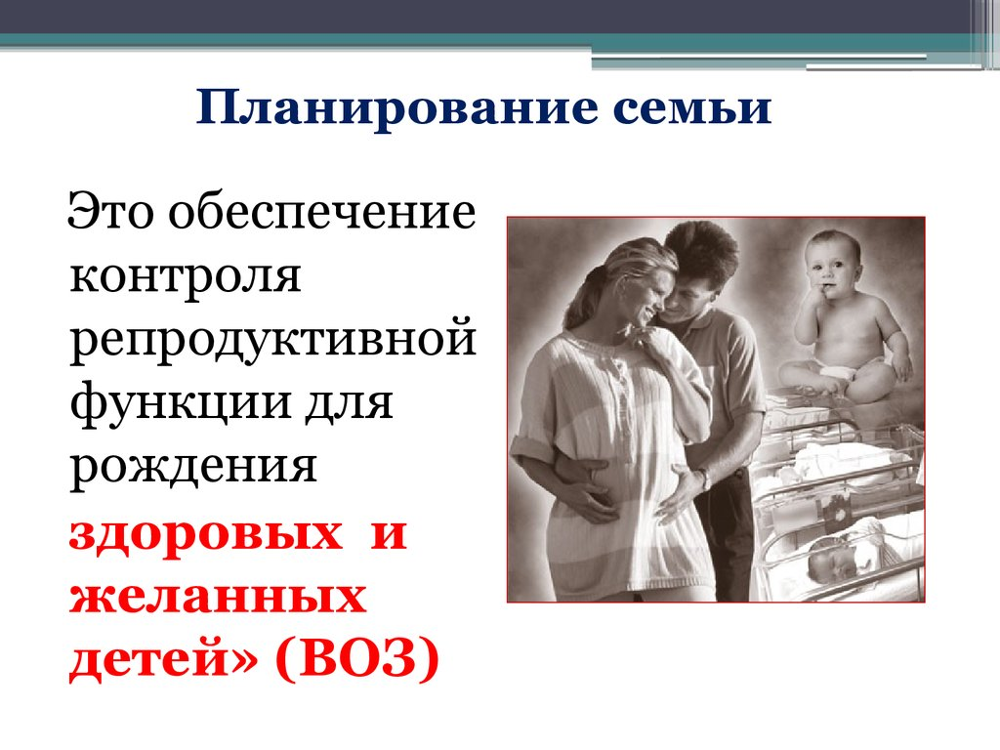 Планирование семьи
Это обеспечение
контроля
репродуктивной
функции для
рождения
здоровых и
желанных
детей» (ВОЗ)